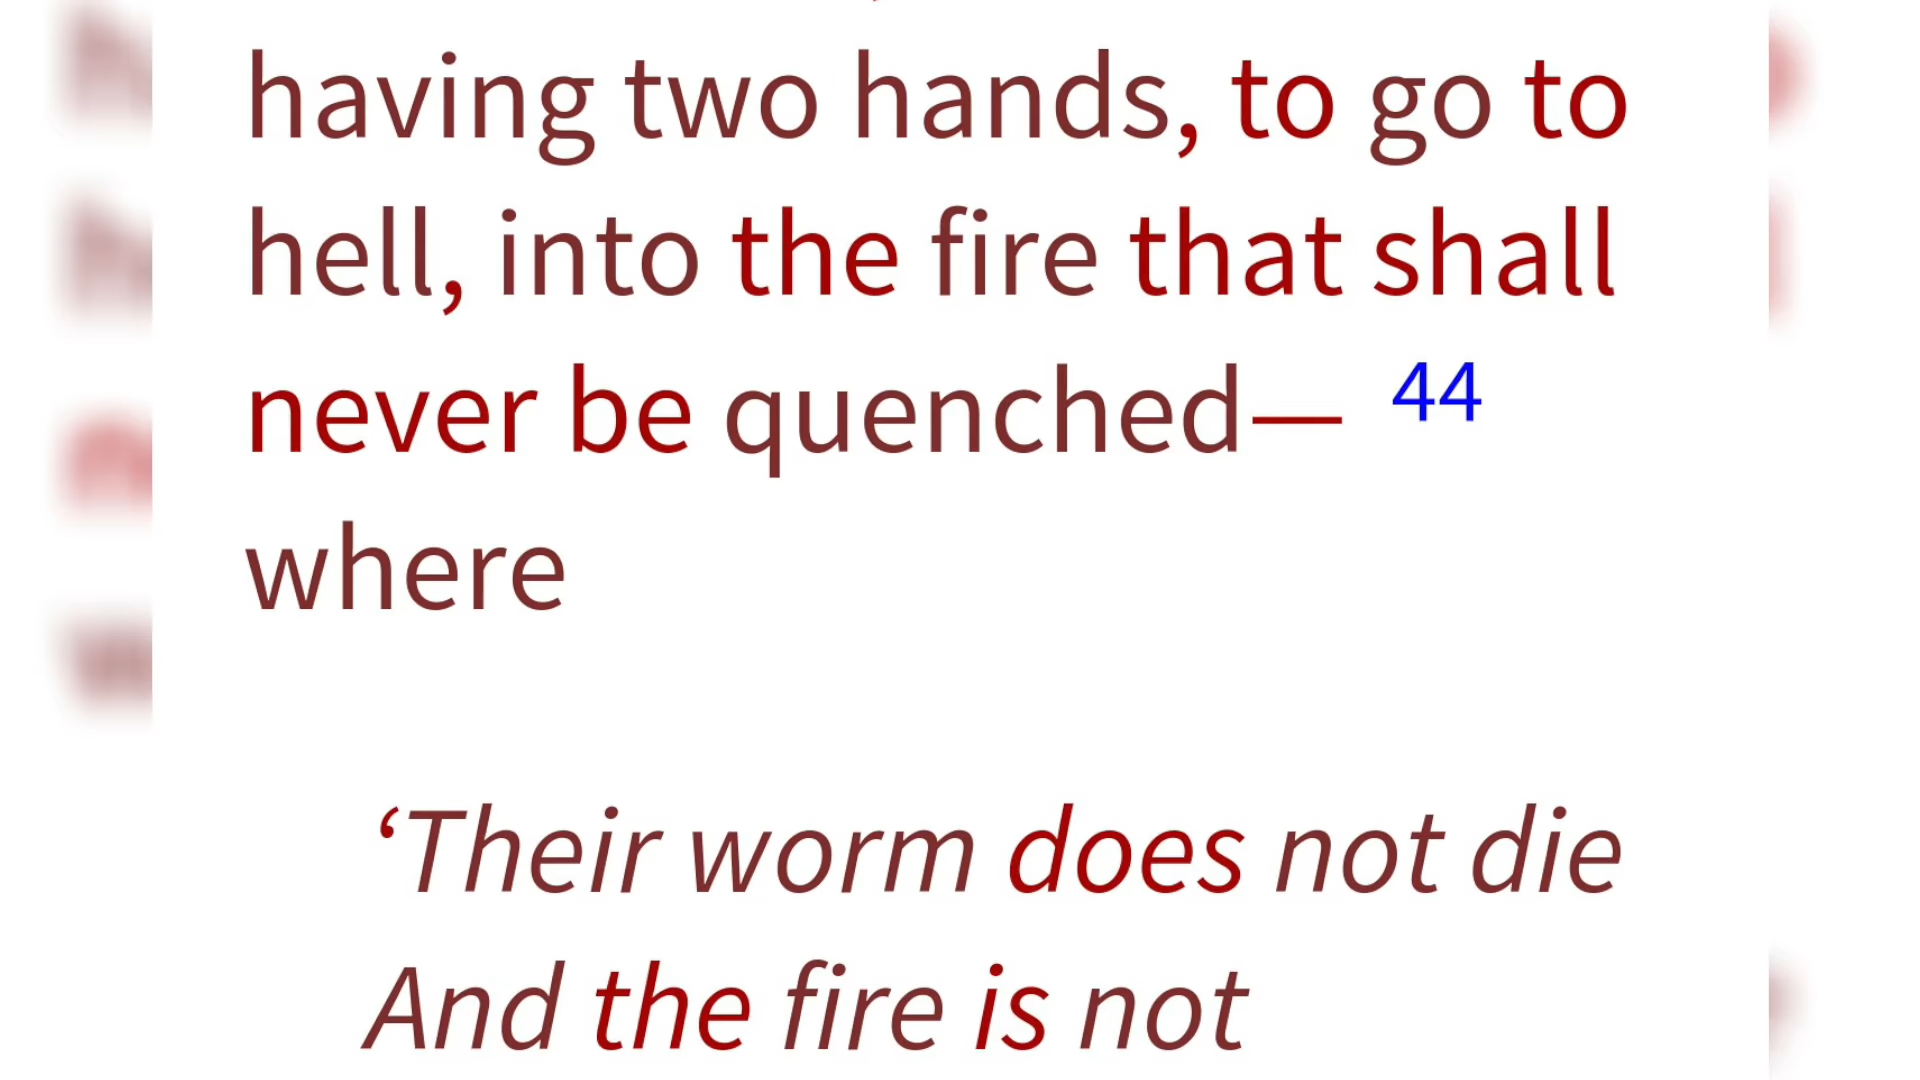 having two hands, to go to
hell, into the fire that shall
never be quenched— 44
where
‘Their worm does not die
And the fire is not